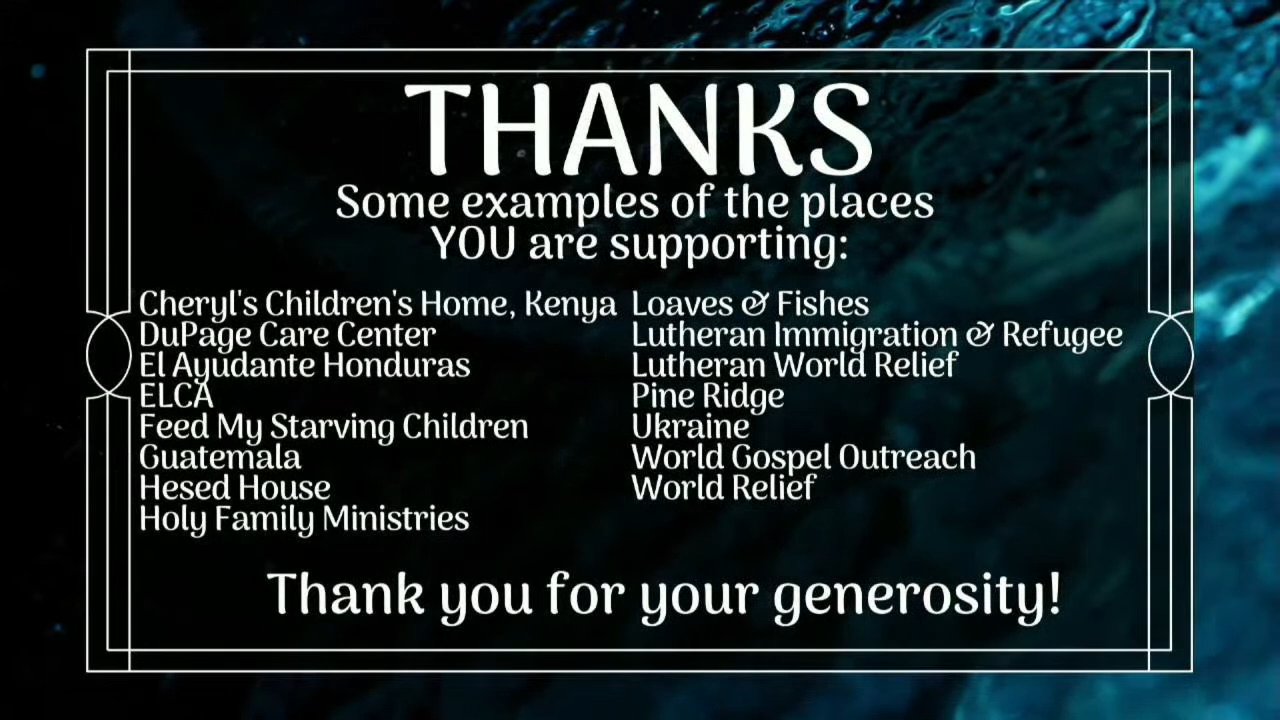 THANKS
Some examples of the places
YOU are supporting:
Cheryl's Children's Home, Kenya
DuPage Care Center
El Ayudante Honduras
ELCA
Feed My Starving Children
Guatemala
Hesed House
Holy Family Ministries
Loaves & Fishes
Lutheran Immigration & Refugee
Lutheran World Relief
Pine Ridge
Ukraine
World Gospel Outreach
World Relief
Thank you for your generosity!